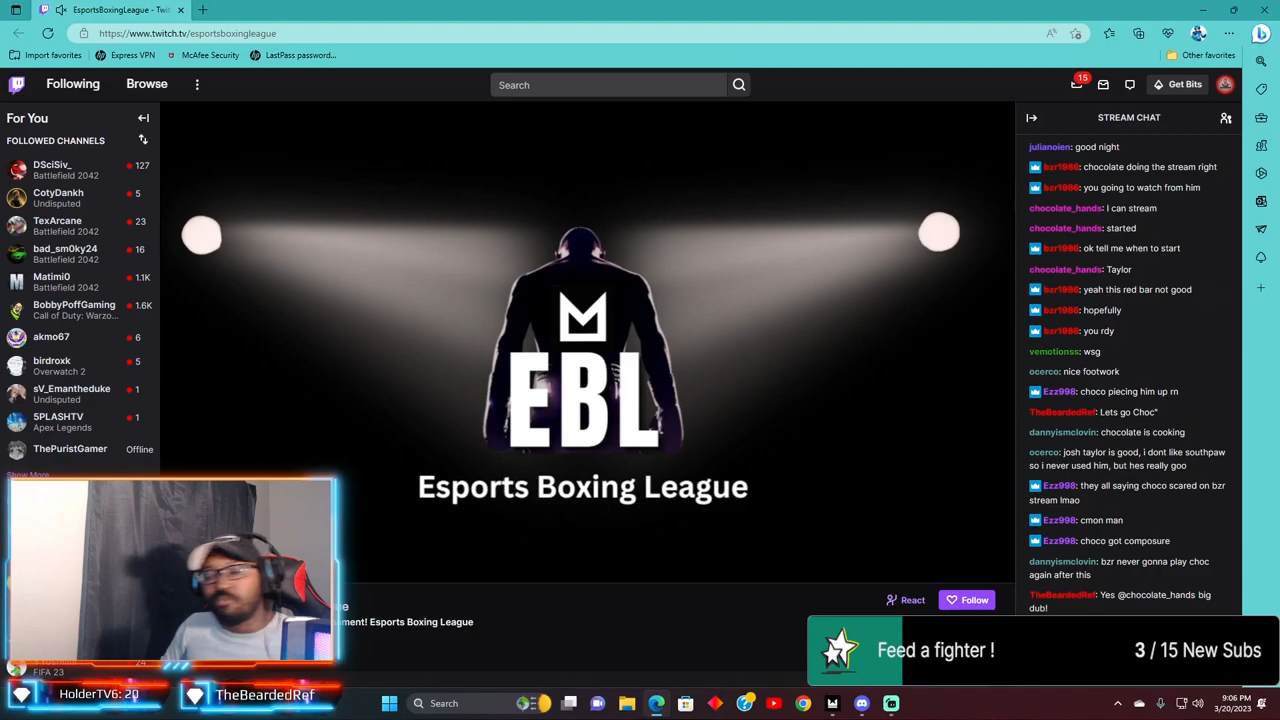 EsportsBoxingLeague - Twi
https://www.twitch.tv/esportsboxingleague
Import favorites
Express VPN
McAfee Security
LastPass password...
Other favorites
Following
Browse
Search
15
Get Bits
For You
FOLLOWED CHANNELS
DSciSiv_
127
Battlefield 2042
CotyDankh
5
Undisputed
TexArcane
23
Battlefield 2042
bad_sm0ky24
16
Battlefield 2042
Matimi0
1.1K
Battlefield 2042
BobbyPoffGaming
1.6K
Call of Duty: Warzo...
akmo67
6
birdroxk
5
Overwatch 2
sV_Emantheduke
1
Undisputed
5PLASHTV
1
Apex Legends
ThePuristGamer
Offline
Show More
24
FIFA 23
EBL
Esports Boxing League
React
Follow
ue
ament! Esports Boxing League
STREAM CHAT
julianoien: good night
bzr1986: chocolate doing the stream right
bzr1986: you going to watch from him
chocolate_hands: I can stream
chocolate_hands: started
bzr1986: ok tell me when to start
chocolate_hands: Taylor
bzr1986: yeah this red bar not good
bzr1986: hopefully
bzr1986: you rdy
vemotionss: wsg
ocerco: nice footwork
Ezz998: choco piecing him up rn
TheBeardedRef: Lets go Choc"
dannyismclovin: chocolate is cooking
ocerco: josh taylor is good, i dont like southpaw
so i never used him, but hes really goo
Ezz998: they all saying choco scared on bzr
stream lmao
Ezz998: cmon man
Ezz998: choco got composure
dannyismclovin: bzr never gonna play choc
again after this
TheBeardedRef: Yes @chocolate_hands big
dub!
Feed a fighter !
3 / 15 New Subs
HolderTV6: 20
TheBeardedRef
Search
9:06 PM
3/20/2023